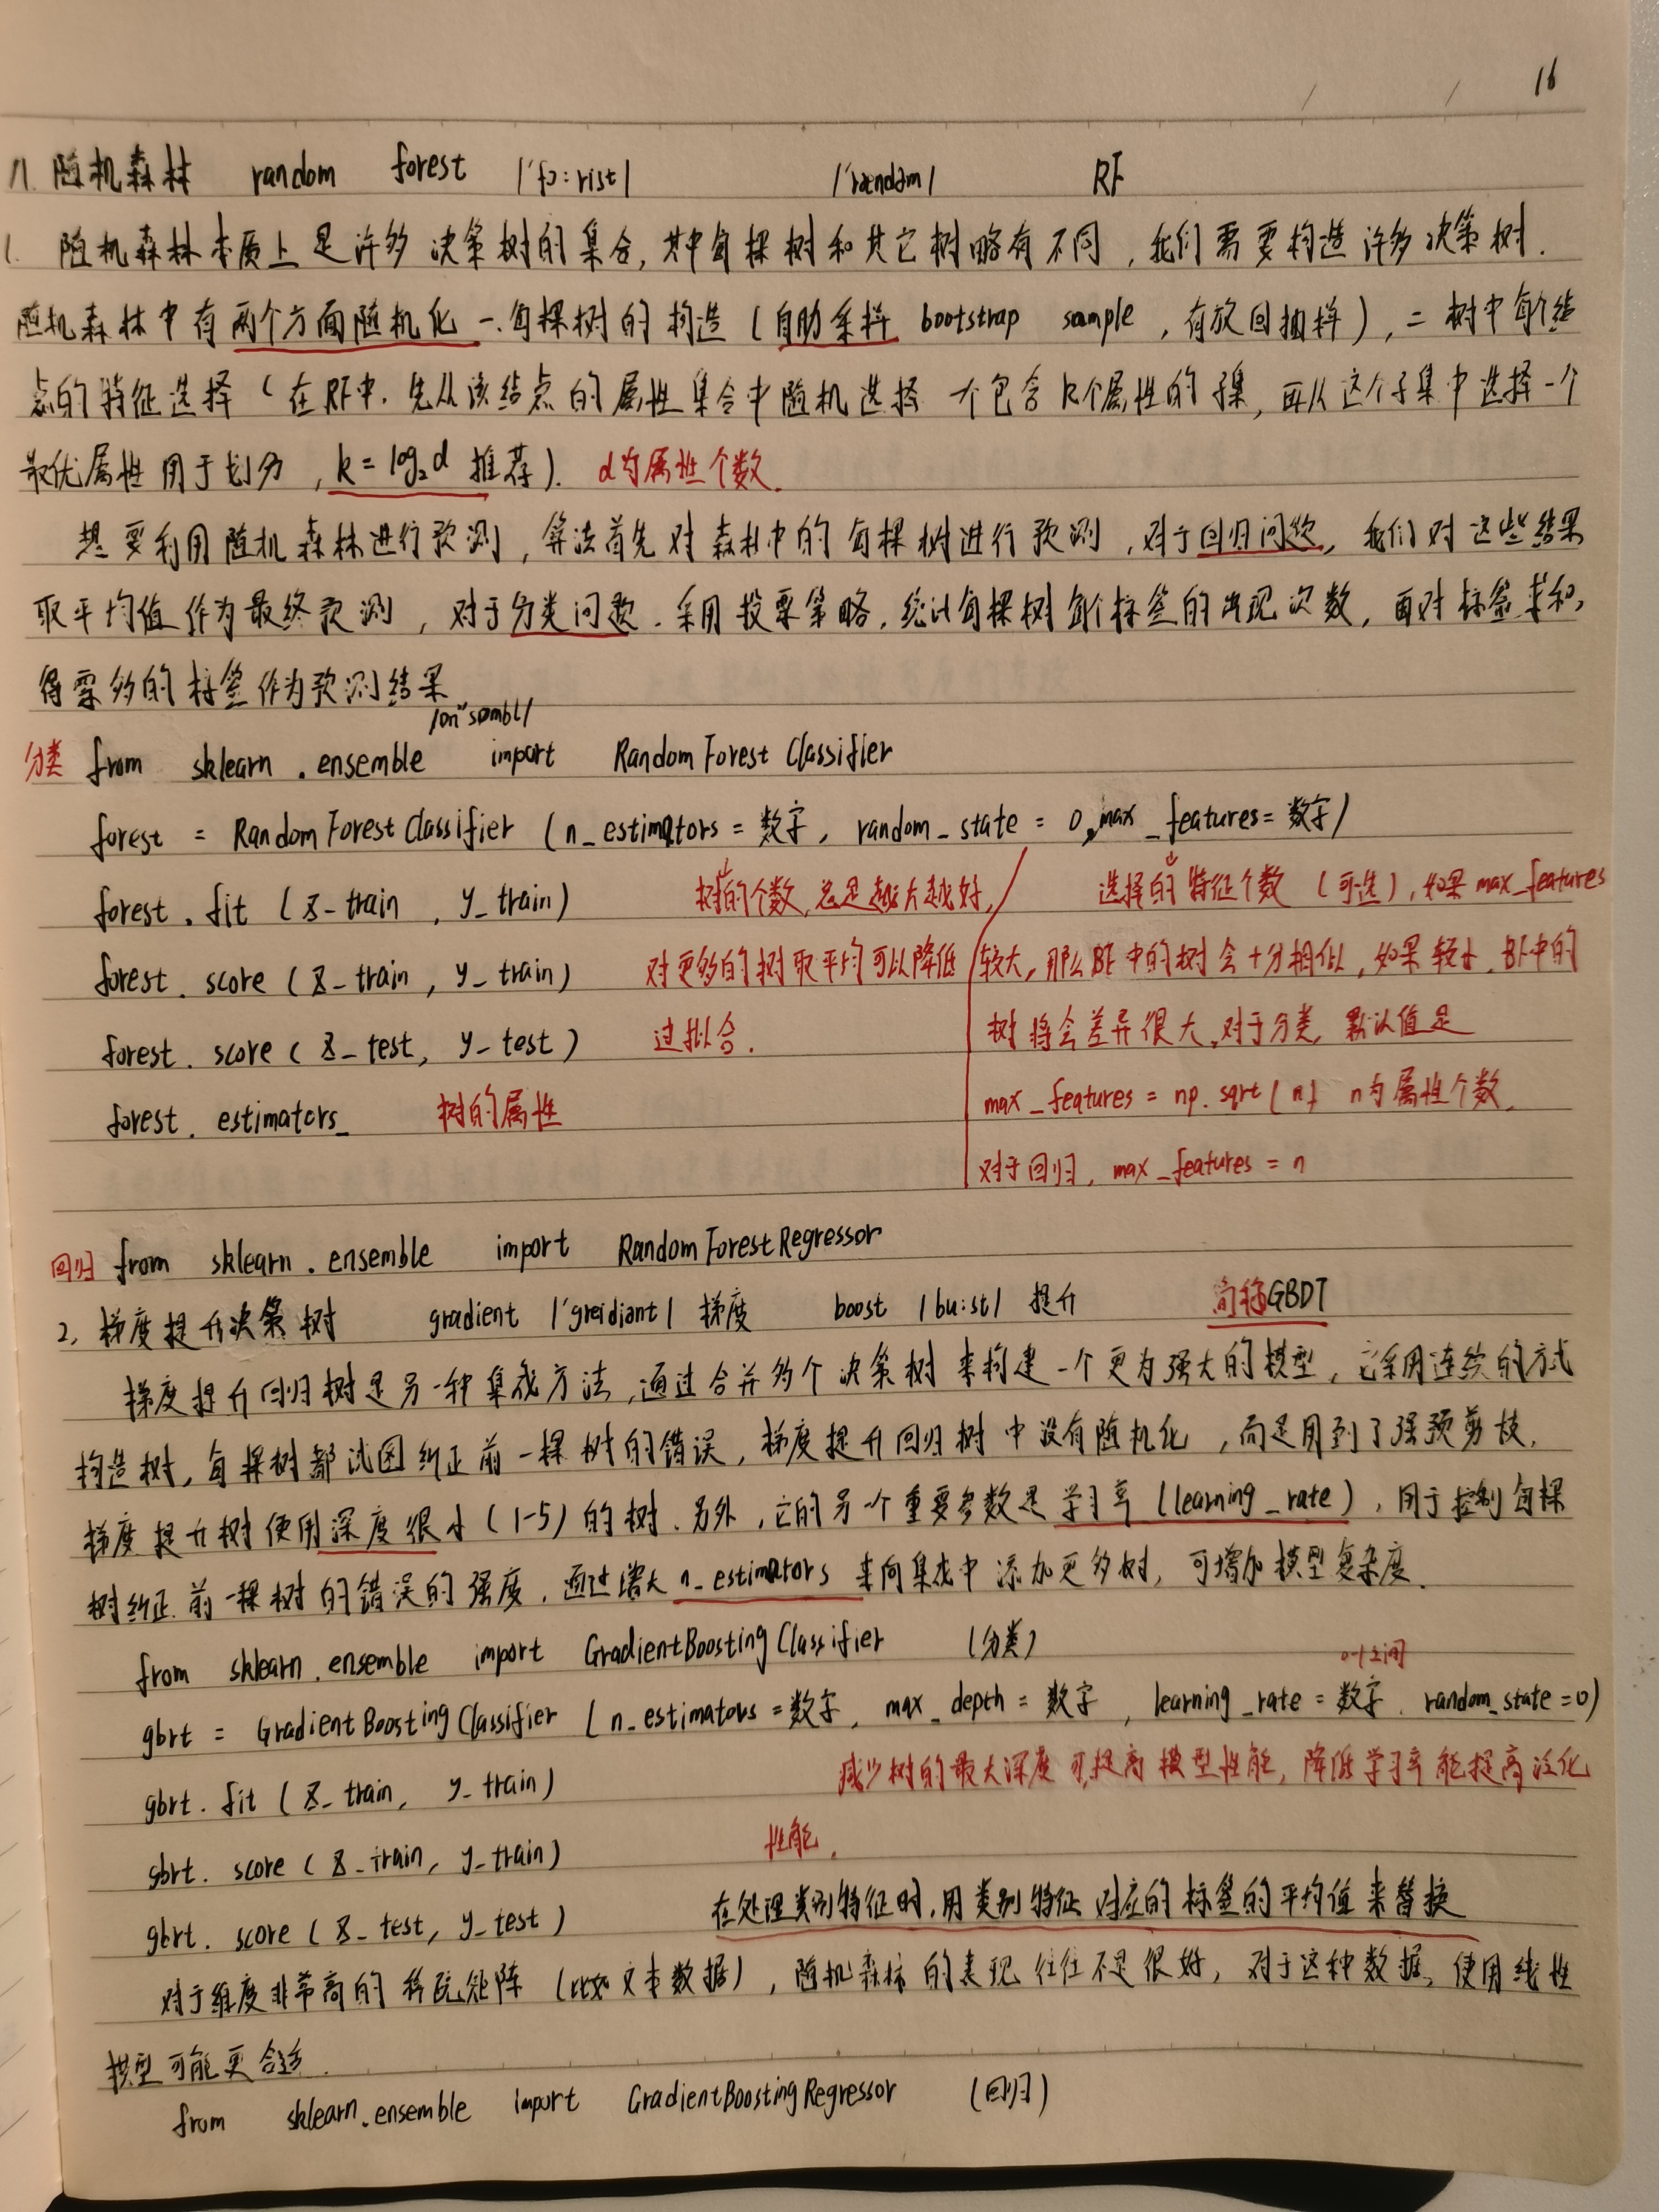 16
八. 随机森林 random forest |'fɔ:rist| |'rændəm| RF
1. 随机森林本质上是许多决策树的集合, 其中每棵树和其它树略有不同, 我们需要构造许多决策树.
随机森林中有两个方面随机化 一. 每棵树的构造 (自助采样 bootstrap sample, 有放回抽样), 二 树中每个结
点的特征选择 (在RF中. 先从该结点的属性集合中随机选择 一个包含k个属性的子集, 再从这个子集中选择一个
最优属性用于划分, k = log₂d 推荐). d为属性个数.
想要利用随机森林进行预测, 算法首先对森林中的每棵树进行预测, 对于回归问题, 我们对这些结果
取平均值作为最终预测, 对于分类问题. 采用投票策略, 统计每棵树每个标签的出现次数, 再对标签求和,
得票多的标签作为预测结果
|on"sombl|
分类 from sklearn.ensemble import RandomForestClassifier
forest = RandomForestClassifier (n_estimators = 数字, random_state = 0, max_features = 数字)
forest.fit (X_train, y_train) 树的个数, 总是越大越好, 选择的特征个数 (可选), 如果 max_features
forest.score (X_train, y_train) 对更多的树取平均可以降低 较大, 那么RF中的树会十分相似, 如果较小, RF中的
forest.score (X_test, y_test) 过拟合. 树将会差异很大, 对于分类, 默认值是
forest.estimators_ 树的属性 max_features = np.sqrt(n) n为属性个数.
对于回归, max_features = n
回归 from sklearn.ensemble import RandomForestRegressor
2. 梯度提升决策树 gradient |'greidiənt| 梯度 boost |bu:st| 提升 简称GBDT
梯度提升回归树是另一种集成方法, 通过合并多个决策树来构建一个更为强大的模型, 它采用连续的方式
构造树, 每棵树都试图纠正前一棵树的错误, 梯度提升回归树中没有随机化, 而是用到了强预剪枝.
梯度提升树使用深度很小 (1-5) 的树. 另外, 它的另一个重要参数是学习率 (learning_rate), 用于控制每棵
树纠正前一棵树的错误的强度. 通过增大 n_estimators 来向集成中添加更多树, 可增加模型复杂度.
from sklearn.ensemble import GradientBoostingClassifier (分类)
0-1之间
gbrt = GradientBoostingClassifier (n_estimators = 数字, max_depth = 数字, learning_rate = 数字. random_state = 0)
gbrt.fit (X_train, y_train) 减少树的最大深度可提高模型性能, 降低学习率能提高泛化
gbrt.score (X_train, y_train) 性能.
gbrt.score (X_test, y_test) 在处理类别特征时, 用类别特征对应的标签的平均值来替换
对于维度非常高的稀疏矩阵 (比如文本数据), 随机森林的表现往往不是很好, 对于这种数据, 使用线性
模型可能更合适.
from sklearn.ensemble import GradientBoostingRegressor (回归)